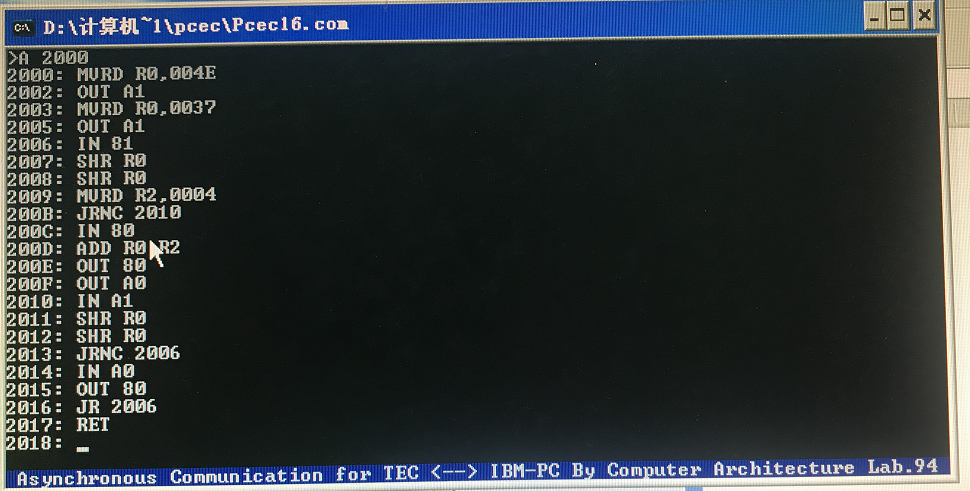 D:\计算机~1\pcec\Pcec16.com
>A 2000
2000: MVRD R0,004E
2002: OUT A1
2003: MVRD R0,0037
2005: OUT A1
2006: IN 81
2007: SHR R0
2008: SHR R0
2009: MVRD R2,0004
200B: JRNC 2010
200C: IN 80
200D: ADD R0 R2
200E: OUT 80
200F: OUT A0
2010: IN A1
2011: SHR R0
2012: SHR R0
2013: JRNC 2006
2014: IN A0
2015: OUT 80
2016: JR 2006
2017: RET
2018: _
Asynchronous Communication for TEC <--> IBM-PC By Computer Architecture Lab.94